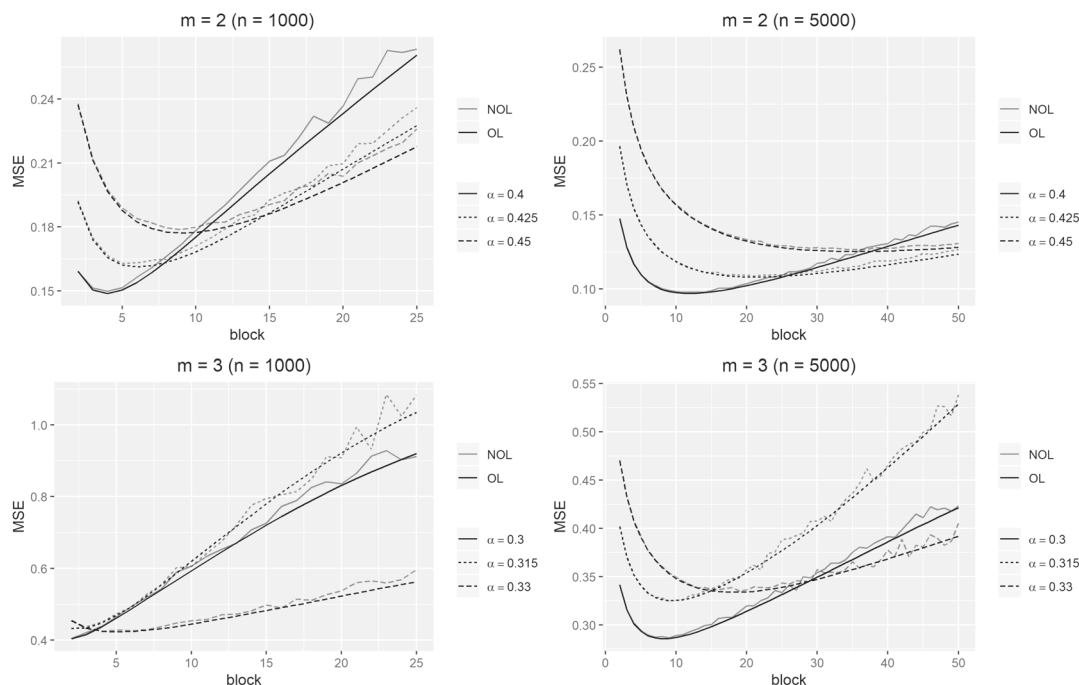 m = 2 (n = 1000)
MSE
0.24
0.21
0.18
0.15
5
10
15
20
25
block
NOL
OL
α = 0.4
α = 0.425
α = 0.45
m = 2 (n = 5000)
MSE
0.25
0.20
0.15
0.10
0
10
20
30
40
50
block
NOL
OL
α = 0.4
α = 0.425
α = 0.45
m = 3 (n = 1000)
MSE
1.0
0.8
0.6
0.4
5
10
15
20
25
block
NOL
OL
α = 0.3
α = 0.315
α = 0.33
m = 3 (n = 5000)
MSE
0.55
0.50
0.45
0.40
0.35
0.30
0
10
20
30
40
50
block
NOL
OL
α = 0.3
α = 0.315
α = 0.33